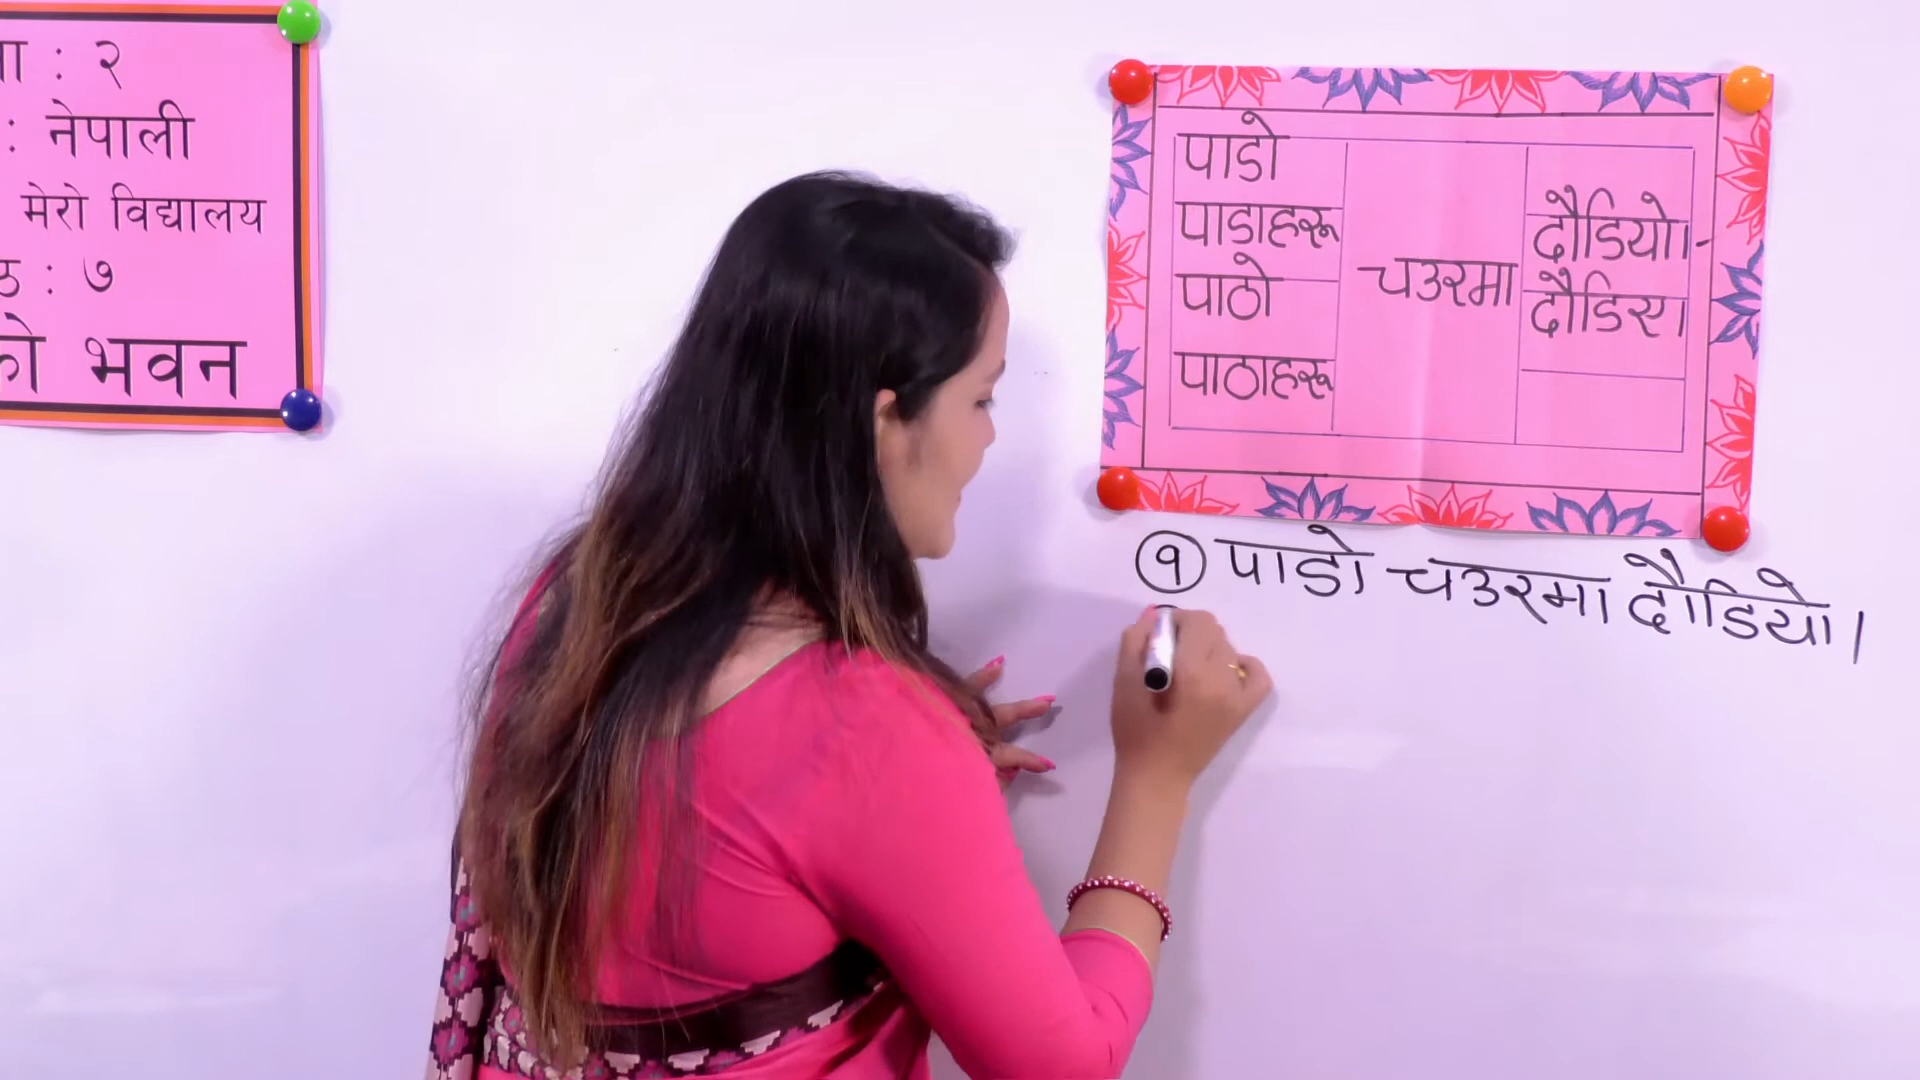 : २
: नेपाली
मेरो विद्यालय
: ७
भवन
पाडो
पाडाहरू
पाठो
पाठाहरू
चउरमा
दौडियो।
दौडिए।
१ पाडो चउरमा दौडियो।